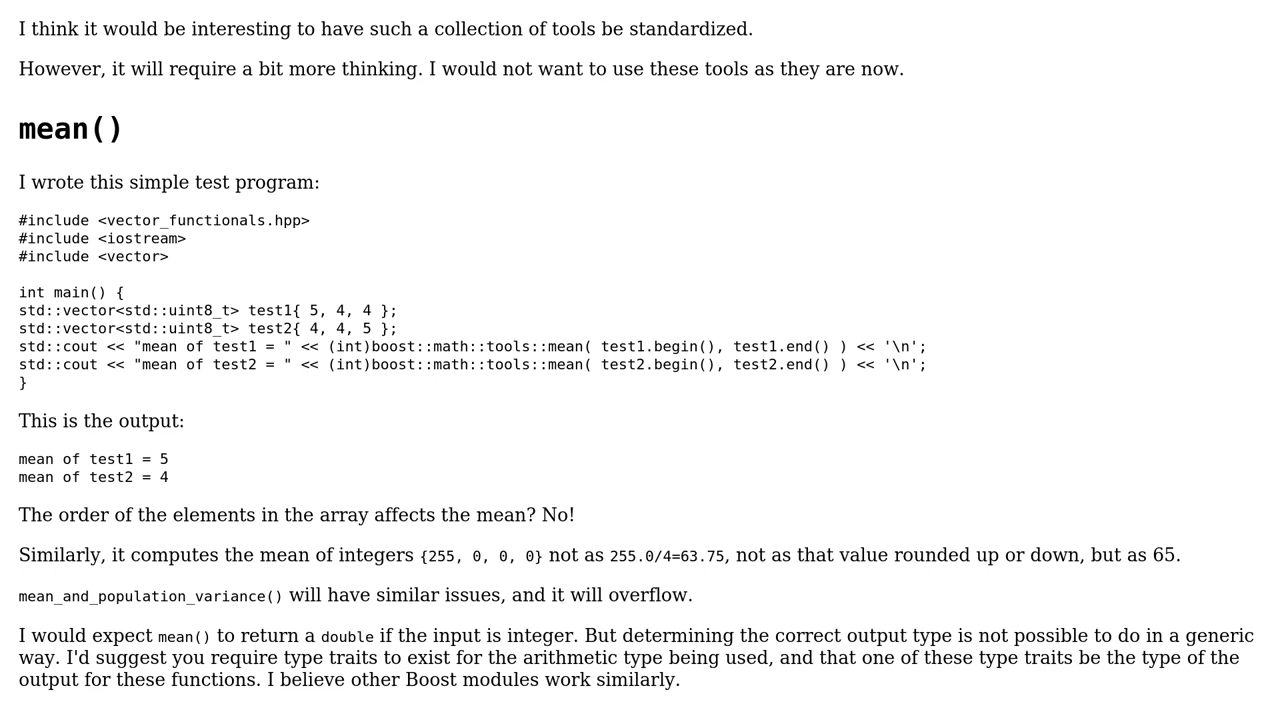 I think it would be interesting to have such a collection of tools be standardized.
However, it will require a bit more thinking. I would not want to use these tools as they are now.
mean()
I wrote this simple test program:
#include <vector_functionals.hpp>
#include <iostream>
#include <vector>
int main() {
std::vector<std::uint8_t> test1{ 5, 4, 4 };
std::vector<std::uint8_t> test2{ 4, 4, 5 };
std::cout << "mean of test1 = " << (int)boost::math::tools::mean( test1.begin(), test1.end() ) << '\n';
std::cout << "mean of test2 = " << (int)boost::math::tools::mean( test2.begin(), test2.end() ) << '\n';
}
This is the output:
mean of test1 = 5
mean of test2 = 4
The order of the elements in the array affects the mean? No!
Similarly, it computes the mean of integers {255, 0, 0, 0} not as 255.0/4=63.75, not as that value rounded up or down, but as 65.
mean_and_population_variance() will have similar issues, and it will overflow.
I would expect mean() to return a double if the input is integer. But determining the correct output type is not possible to do in a generic
way. I'd suggest you require type traits to exist for the arithmetic type being used, and that one of these type traits be the type of the
output for these functions. I believe other Boost modules work similarly.